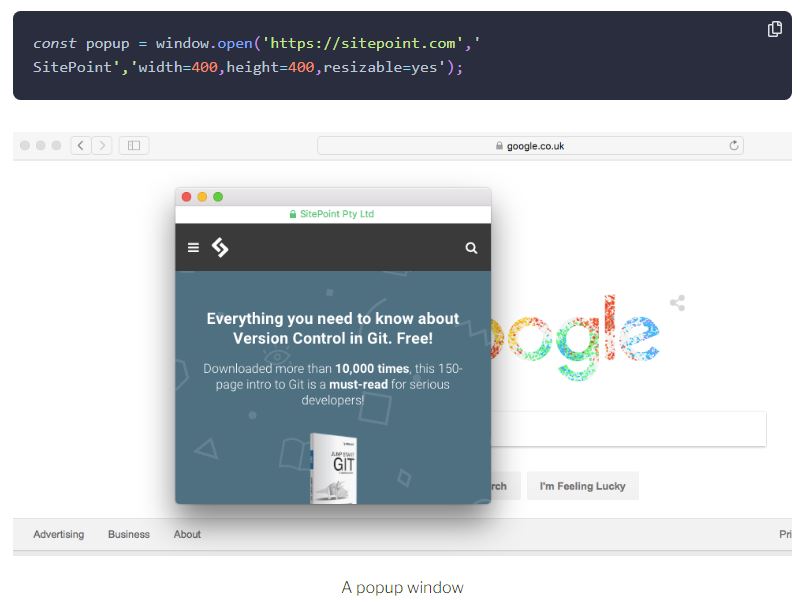 const popup = window.open('https://sitepoint.com','
SitePoint','width=400,height=400,resizable=yes');
google.co.uk
SitePoint Pty Ltd
Everything you need to know about
Version Control in Git. Free!
Downloaded more than 10,000 times, this 150-
page intro to Git is a must-read for serious
developers!
JUMP START
GIT
oogle
rch
I'm Feeling Lucky
Advertising
Business
About
Pri
A popup window